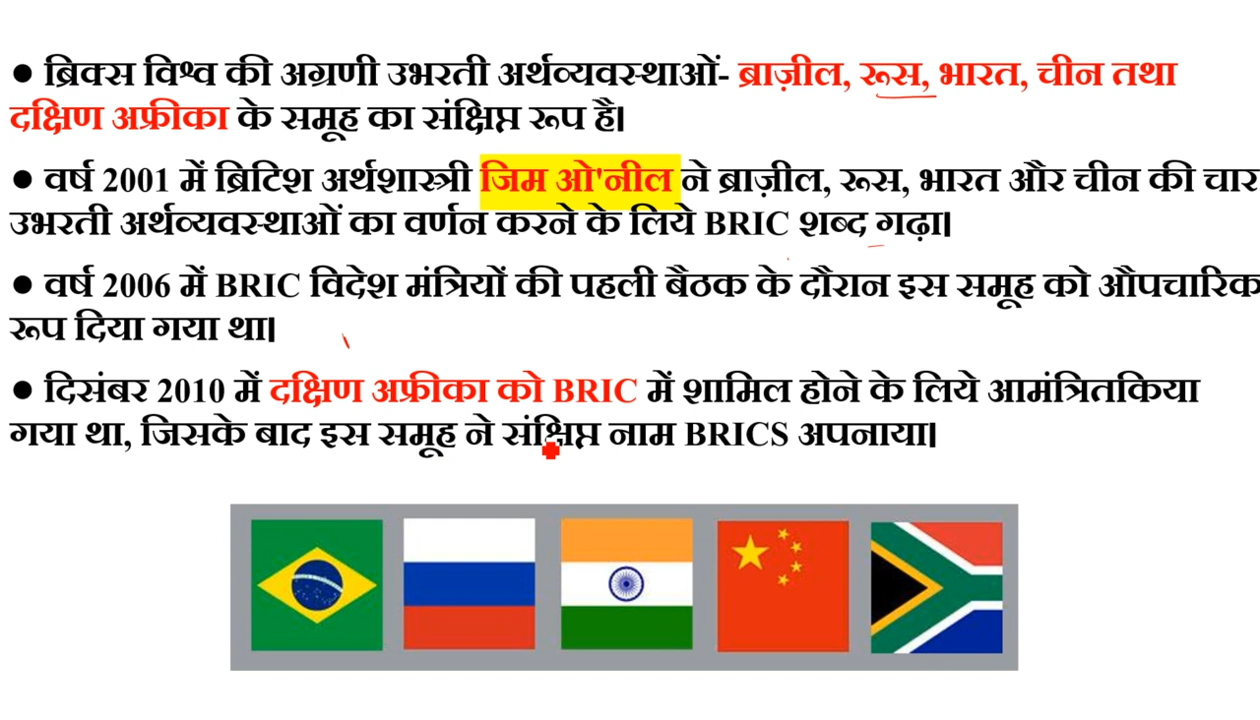 ● ब्रिक्स विश्व की अग्रणी उभरती अर्थव्यवस्थाओं- ब्राज़ील, रूस, भारत, चीन तथा
दक्षिण अफ्रीका के समूह का संक्षिप्त रूप है।
● वर्ष 2001 में ब्रिटिश अर्थशास्त्री जिम ओ'नील ने ब्राज़ील, रूस, भारत और चीन की चार
उभरती अर्थव्यवस्थाओं का वर्णन करने के लिये BRIC शब्द गढ़ा।
● वर्ष 2006 में BRIC विदेश मंत्रियों की पहली बैठक के दौरान इस समूह को औपचारिक
रूप दिया गया था।
● दिसंबर 2010 में दक्षिण अफ्रीका को BRIC में शामिल होने के लिये आमंत्रितकिया
गया था, जिसके बाद इस समूह ने संक्षिप्त नाम BRICS अपनाया।